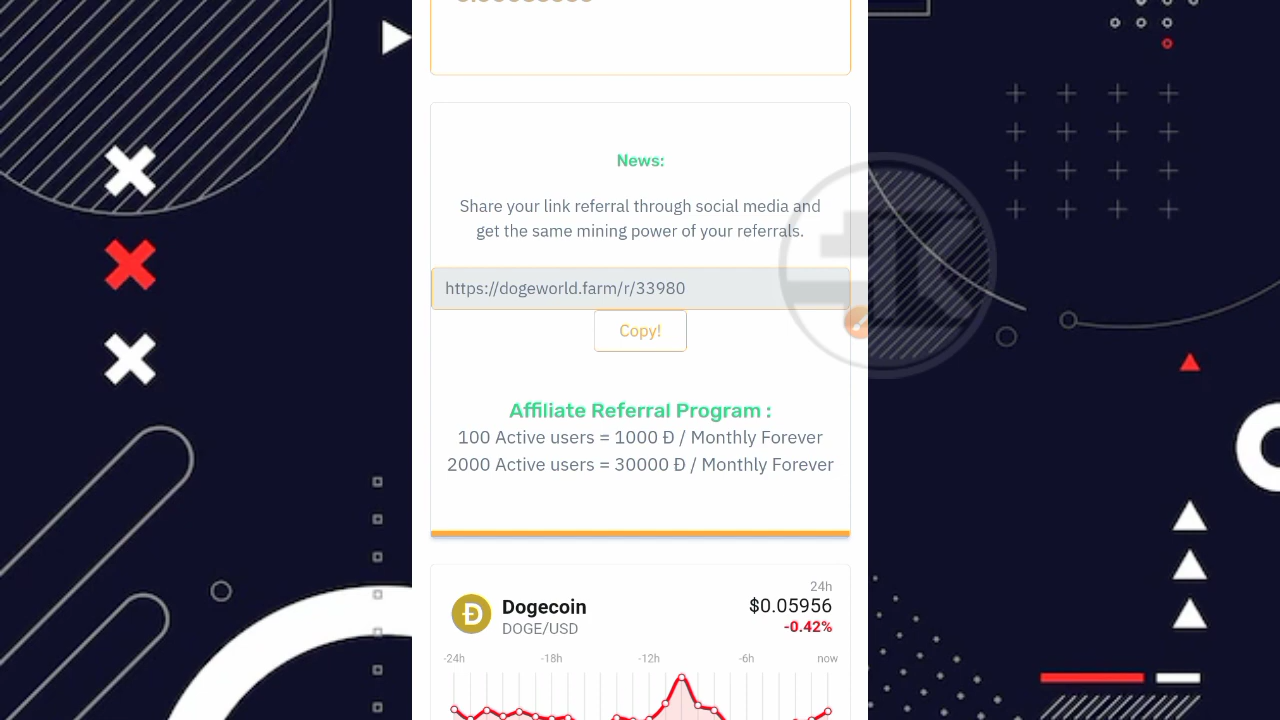 News:
Share your link referral through social media and
get the same mining power of your referrals.
https://dogeworld.farm/r/33980
Copy!
Affiliate Referral Program :
100 Active users = 1000 Đ / Monthly Forever
2000 Active users = 30000 Đ / Monthly Forever
24h
Dogecoin
$0.05956
DOGE/USD
-0.42%
-24h
-18h
-12h
-6h
now